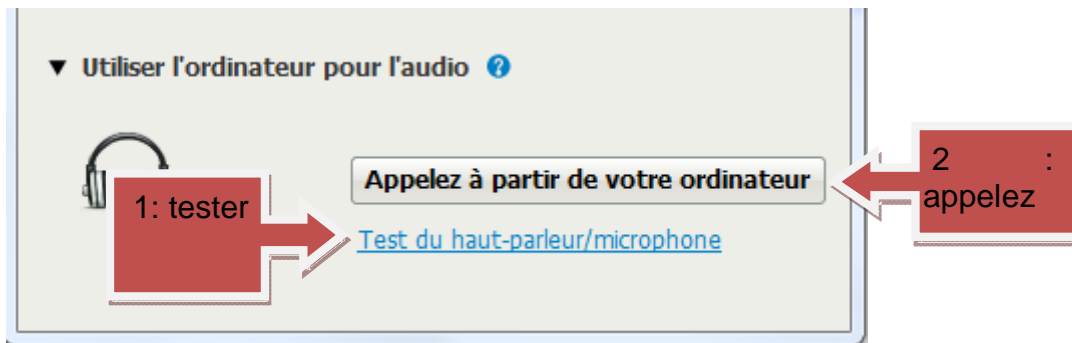 ▼ Utiliser l'ordinateur pour l'audio ?
Appelez à partir de votre ordinateur
2 :
appelez
1: tester
Test du haut-parleur/microphone